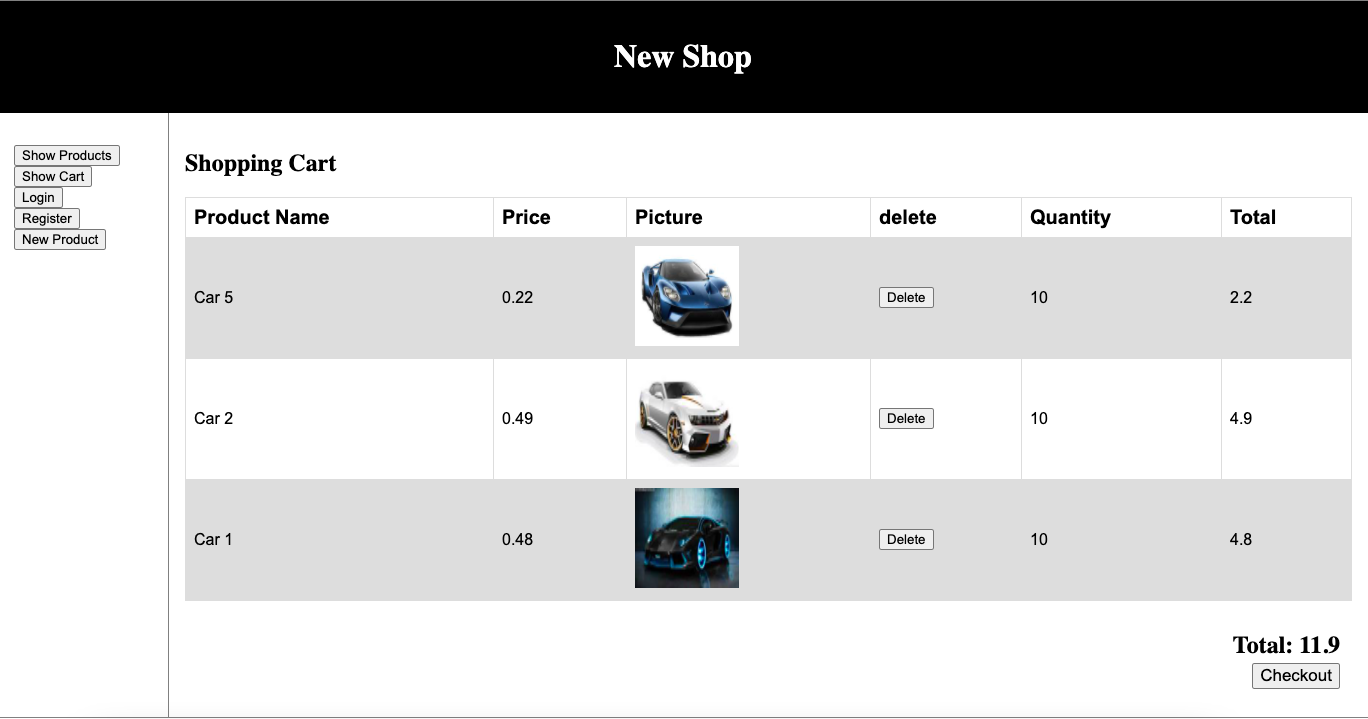 New Shop
Show Products
Show Cart
Login
Register
New Product
Shopping Cart
Product Name Price Picture delete Quantity Total
Car 5 0.22 Delete 10 2.2
Car 2 0.49 Delete 10 4.9
Car 1 0.48 Delete 10 4.8
Total: 11.9
Checkout